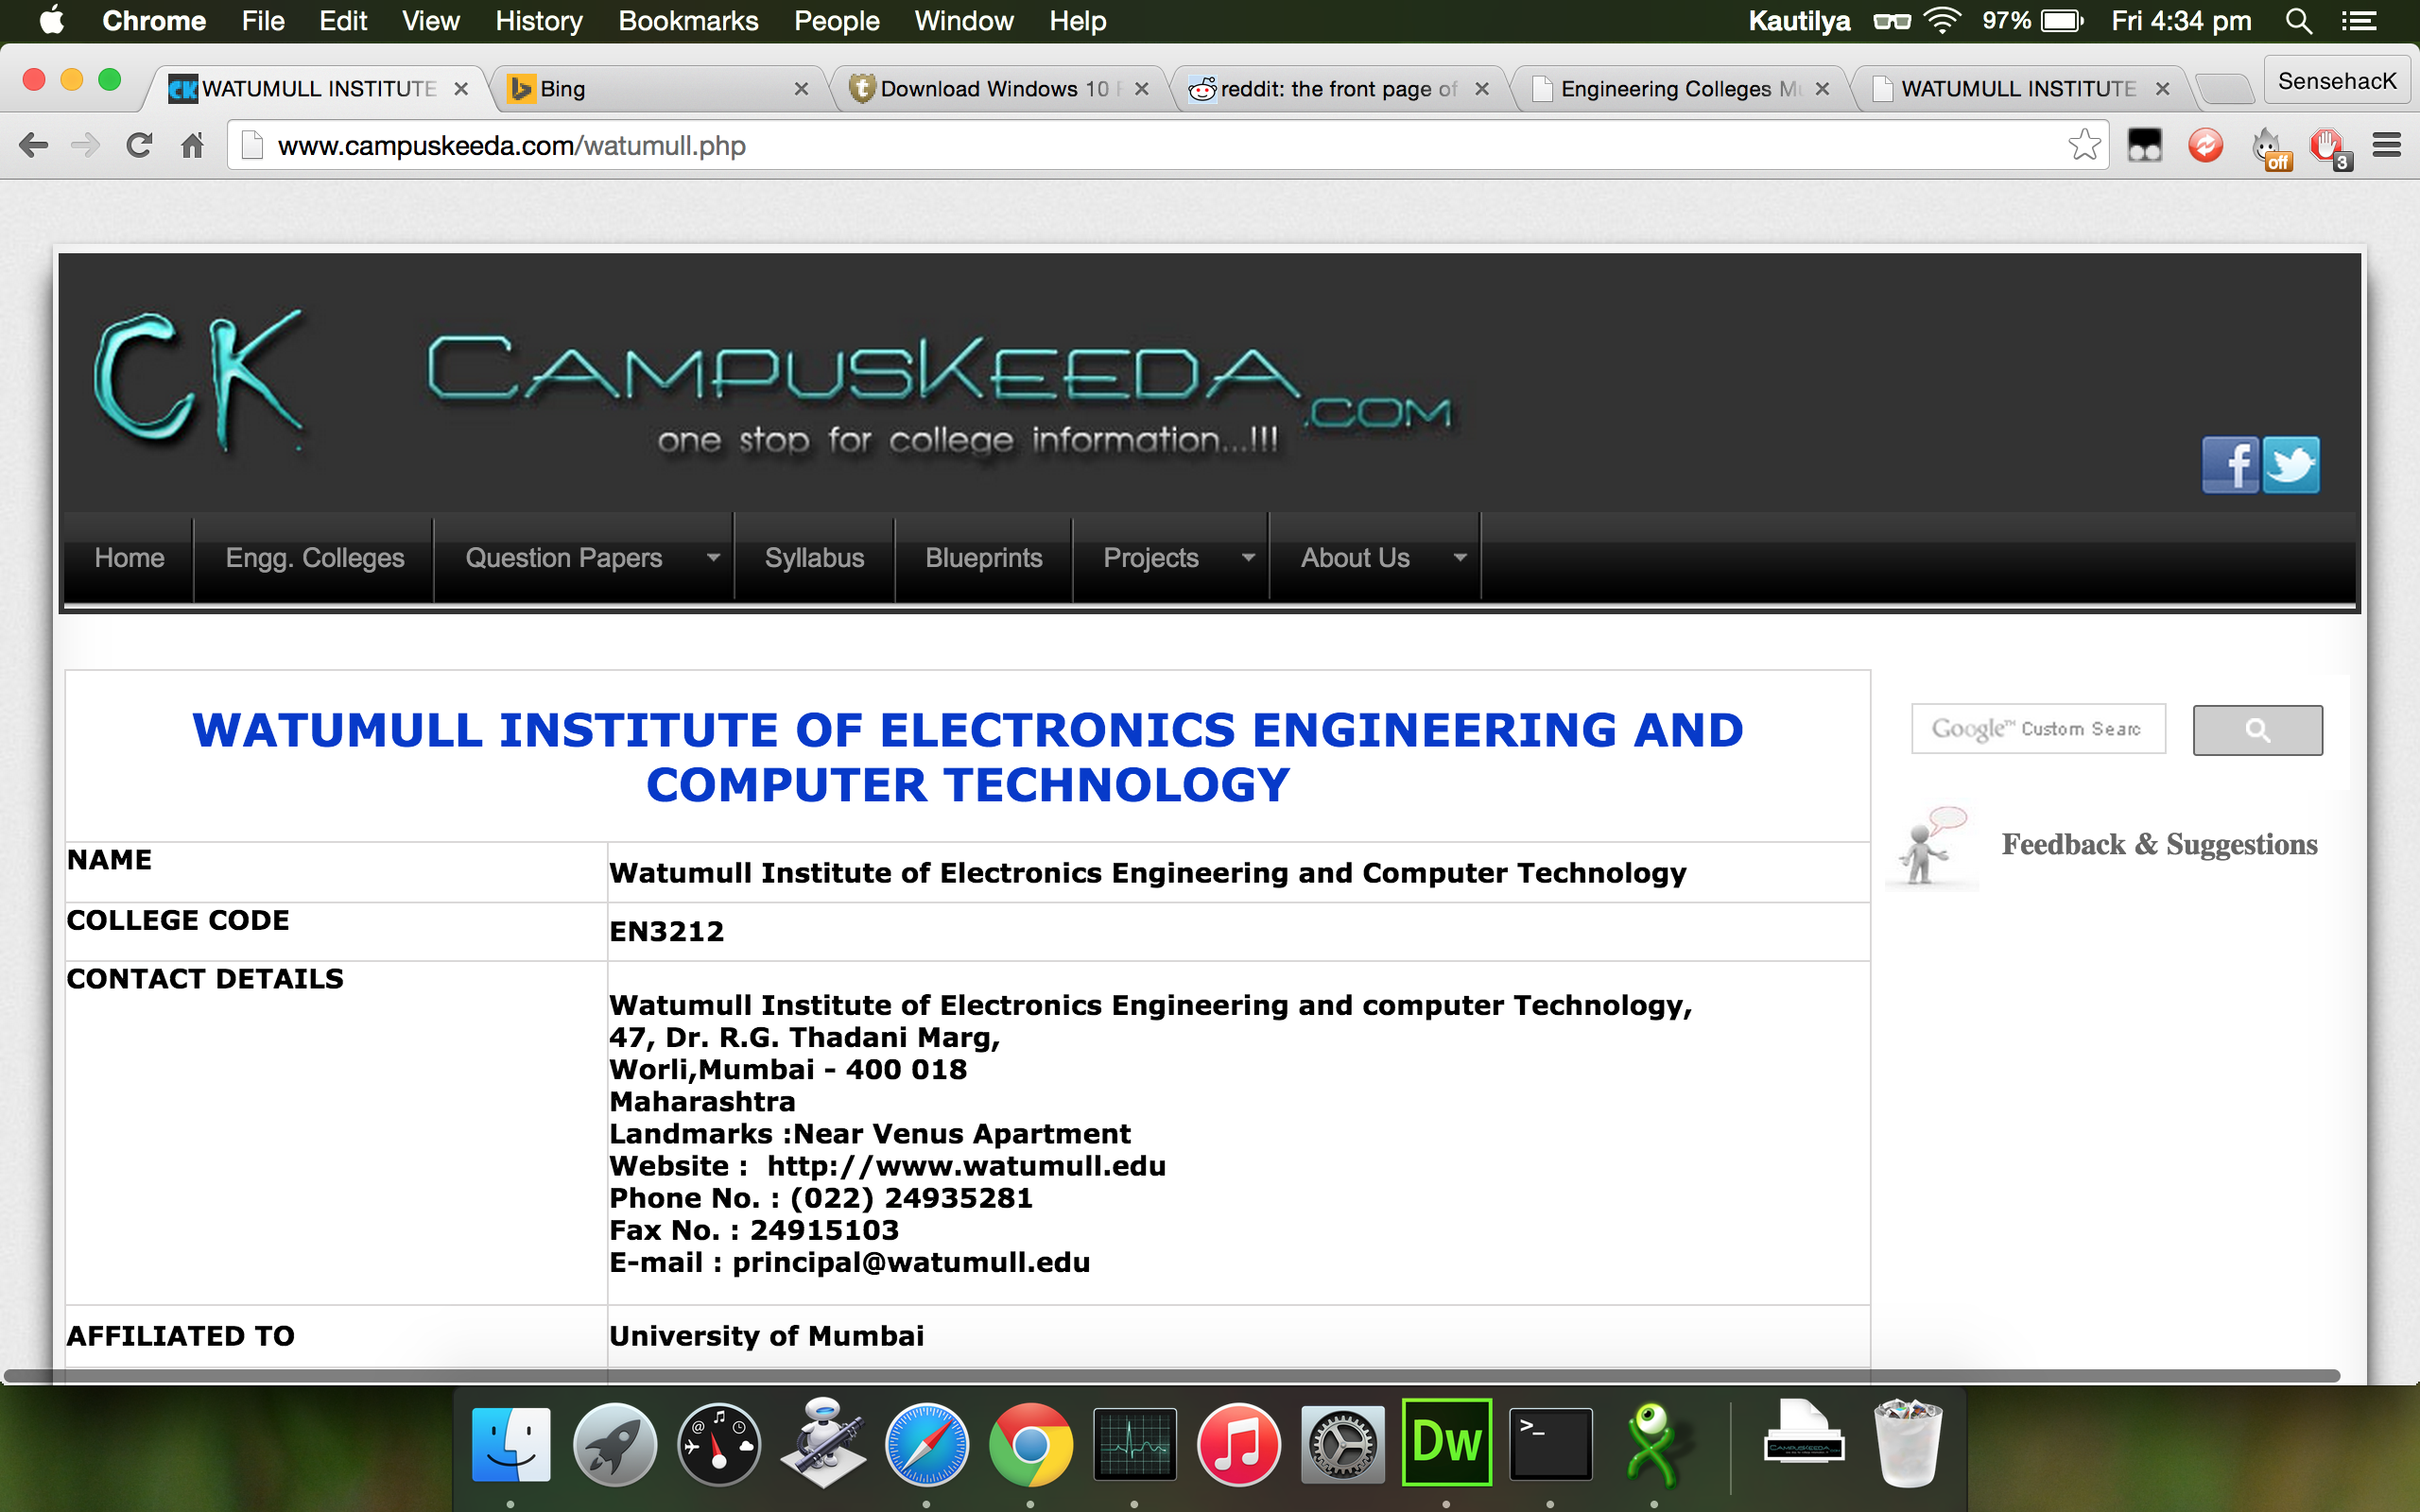 Chrome File Edit View History Bookmarks People Window Help Kautilya 97% Fri 4:34 pm
WATUMULL INSTITUTE Bing Download Windows 10 reddit: the front page of Engineering Colleges WATUMULL INSTITUTE SensehacK
www.campuskeeda.com/watumull.php off 3
CK CAMPUSKEEDA.COM
one stop for college information...!!!
f
Home Engg. Colleges Question Papers Syllabus Blueprints Projects About Us
WATUMULL INSTITUTE OF ELECTRONICS ENGINEERING AND
COMPUTER TECHNOLOGY
Google™ Custom Searc
Feedback & Suggestions
NAME Watumull Institute of Electronics Engineering and Computer Technology
COLLEGE CODE EN3212
CONTACT DETAILS
Watumull Institute of Electronics Engineering and computer Technology,
47, Dr. R.G. Thadani Marg,
Worli,Mumbai - 400 018
Maharashtra
Landmarks :Near Venus Apartment
Website : http://www.watumull.edu
Phone No. : (022) 24935281
Fax No. : 24915103
E-mail : principal@watumull.edu
AFFILIATED TO University of Mumbai
Dw >_ CAMPUSKEEDA